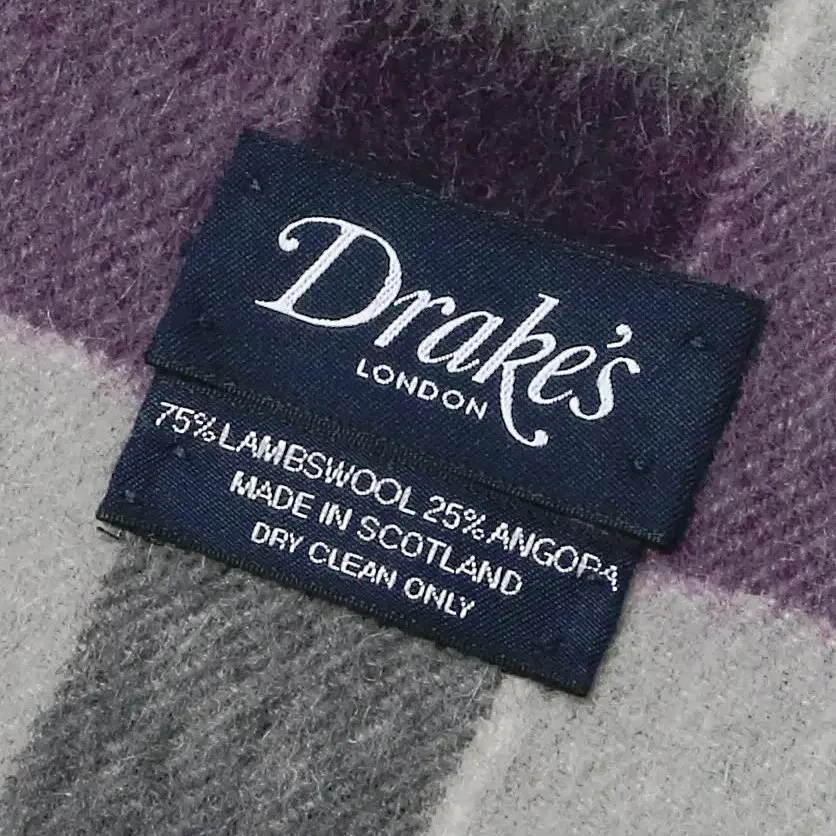 Drake's
LONDON
75% LAMBSWOOL 25% ANGORA
MADE IN SCOTLAND
DRY CLEAN ONLY